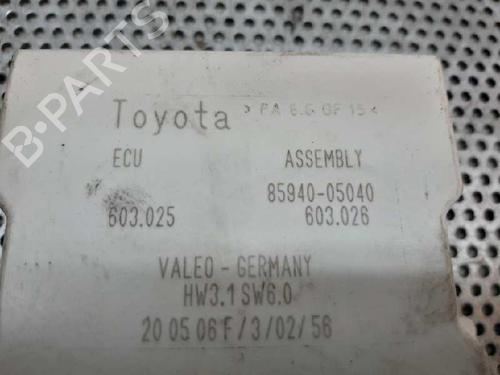 B-PARTS
Toyota >PA 6.6 GF 15<
ECU ASSEMBLY
85940-05040
603.025 603.026
VALEO - GERMANY
HW3.1 SW6.0
20 05 06F/3/02/56